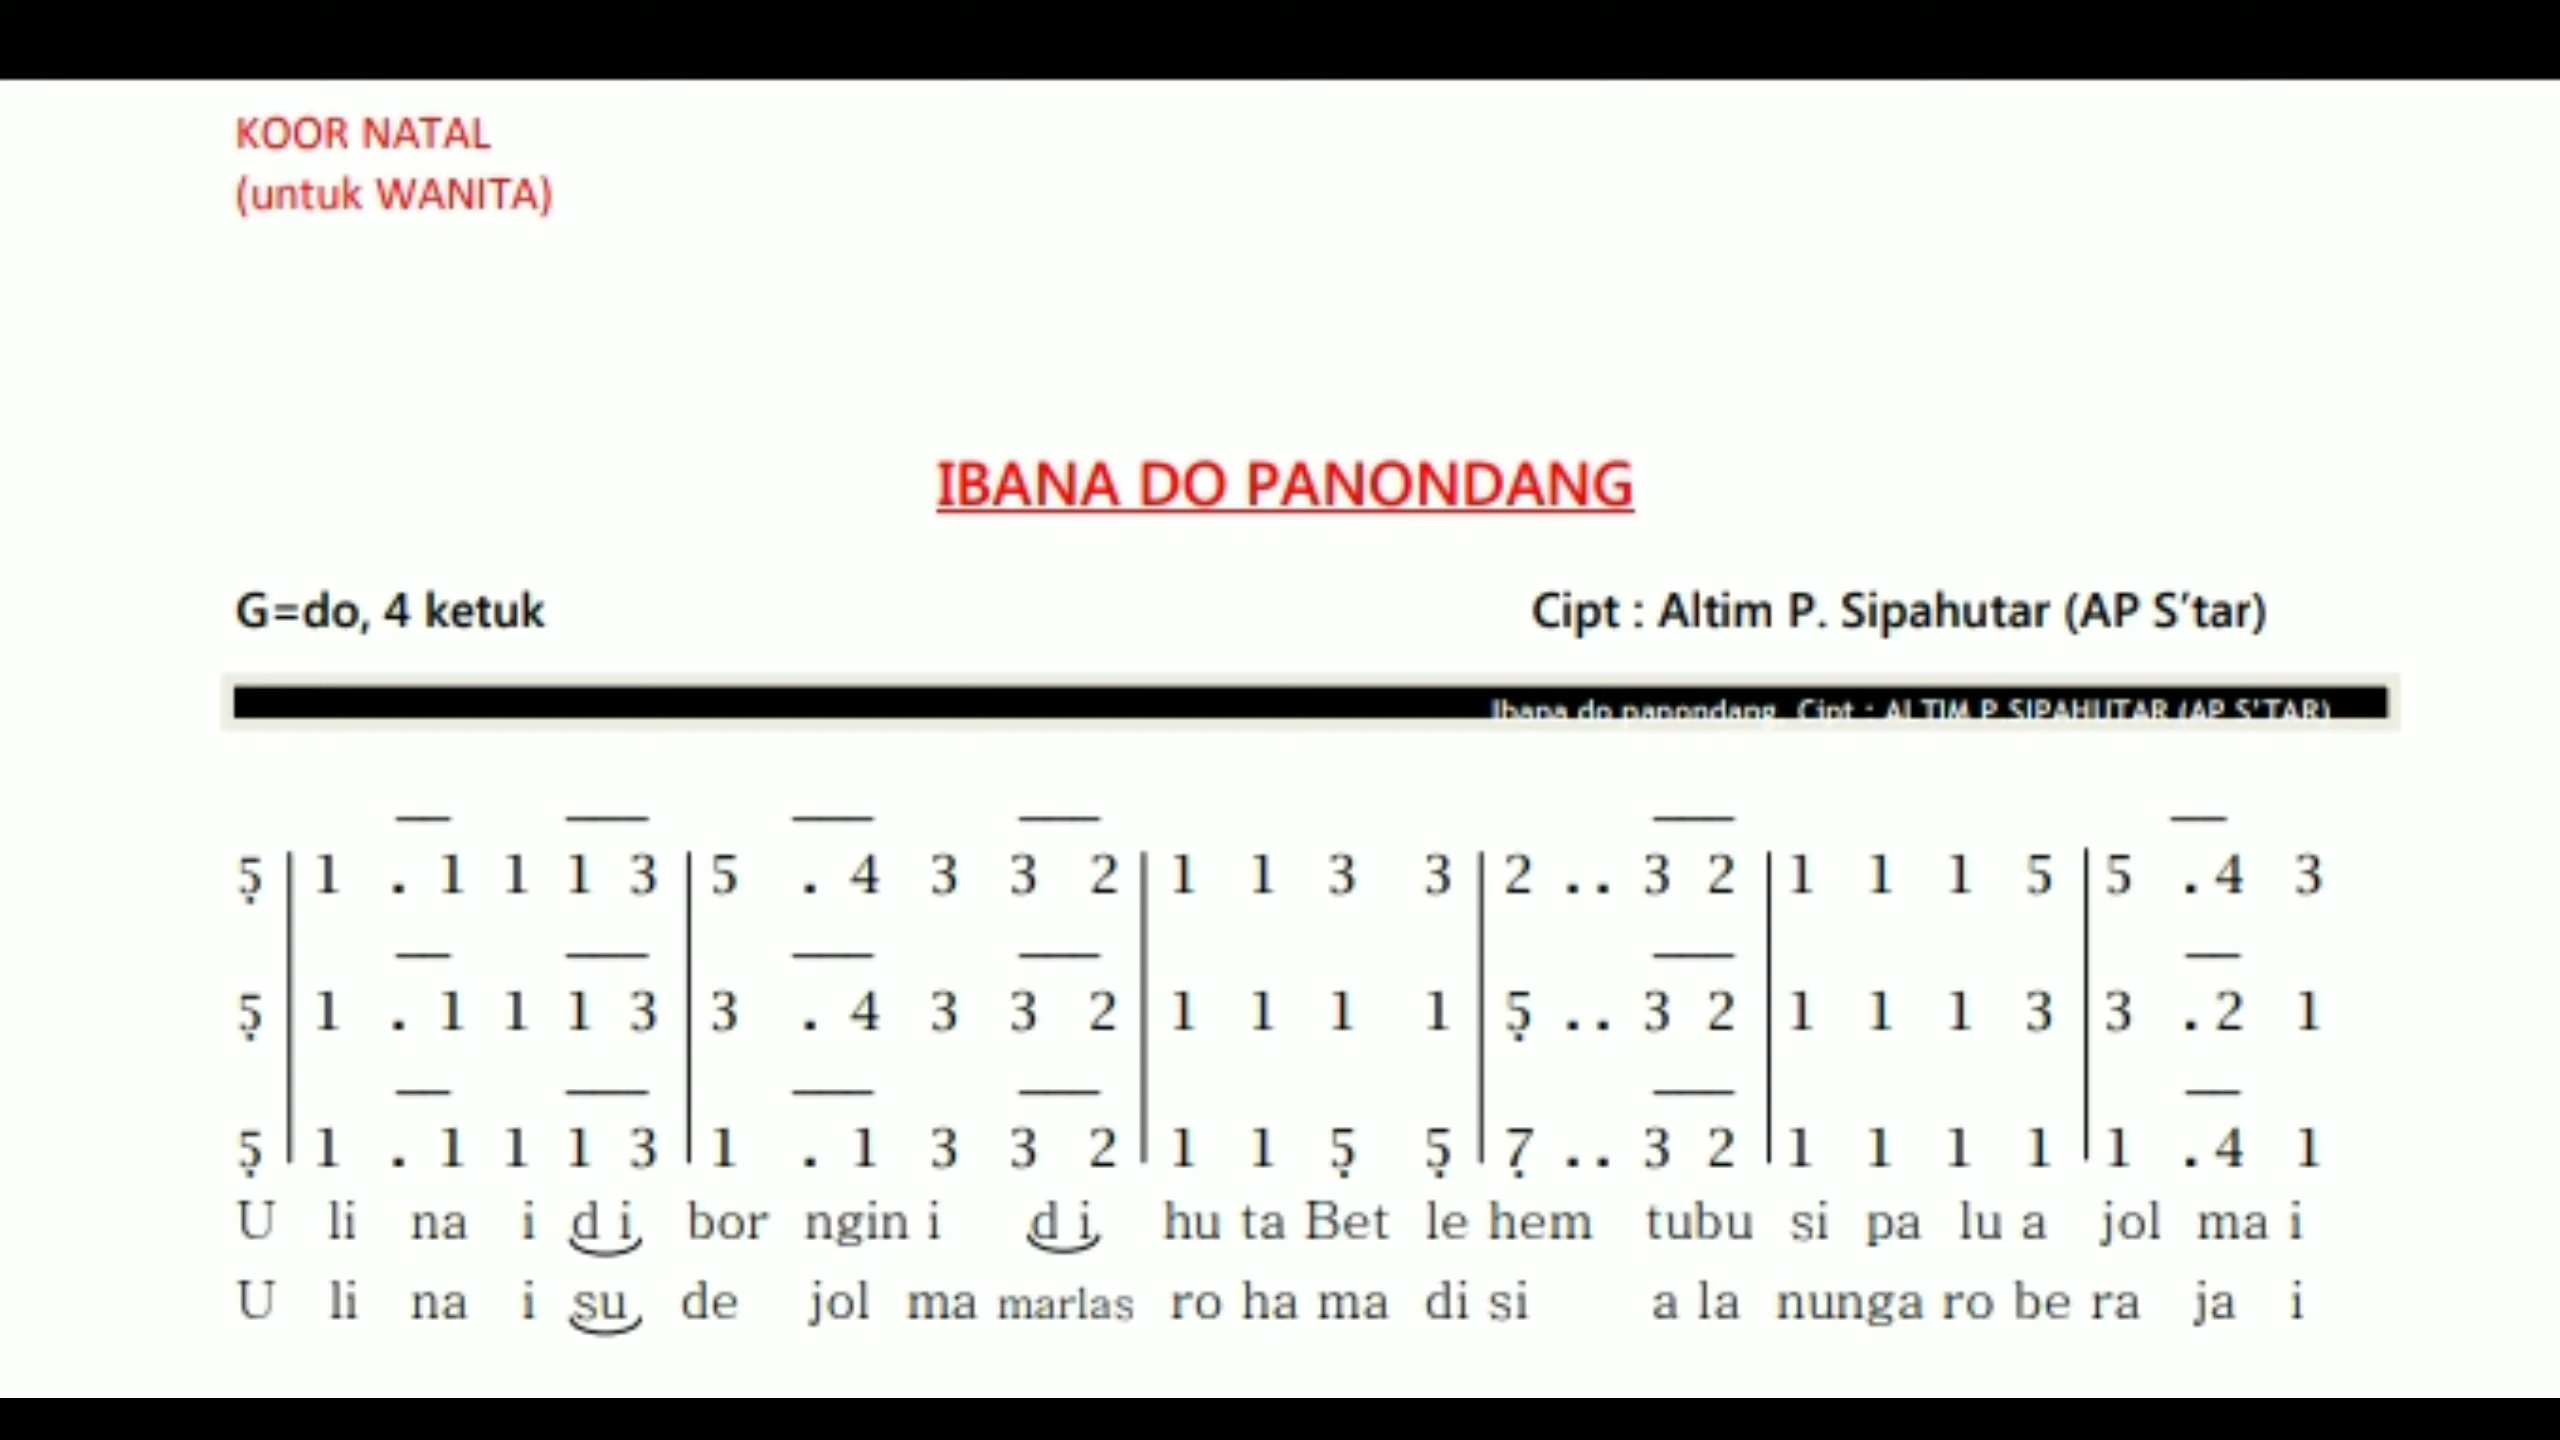 KOOR NATAL
(untuk WANITA)
IBANA DO PANONDANG
G=do, 4 ketuk
Cipt : Altim P. Sipahutar (AP S'tar)
Ibana do panondang Cipt : ALTIM P SIPAHUTAR (AP S'TAR)
5̣ | 1 . 1 1 1 3 | 5 . 4 3 3 2 | 1 1 3 3 | 2 . . 3 2 | 1 1 1 5 | 5 . 4 3
5̣ | 1 . 1 1 1 3 | 3 . 4 3 3 2 | 1 1 1 1 | 5̣ . . 3 2 | 1 1 1 3 | 3 . 2 1
5̣ | 1 . 1 1 1 3 | 1 . 1 3 3 2 | 1 1 5̣ 5̣ | 7̣ . . 3 2 | 1 1 1 1 | 1 . 4 1
U li na i d i bor ngin i d i hu ta Bet le hem tubu si pa lu a jol ma i
U li na i su de jol ma marlas ro ha ma di si a la nunga ro be ra ja i